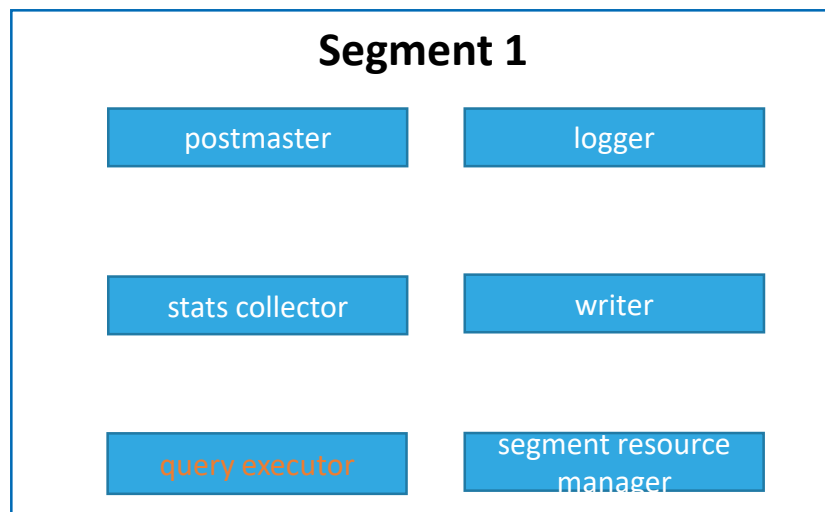 Segment 1
postmaster
logger
stats collector
writer
query executor
segment resource
manager